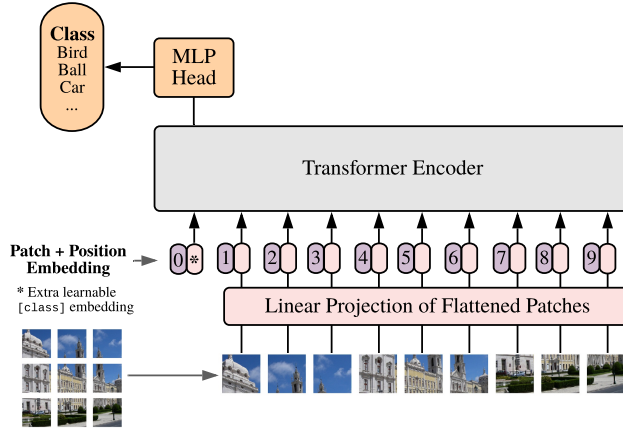 Class
Bird
Ball
Car
...
MLP
Head
Transformer Encoder
Patch + Position
Embedding
0 * 1 2 3 4 5 6 7 8 9
* Extra learnable
[class] embedding
Linear Projection of Flattened Patches